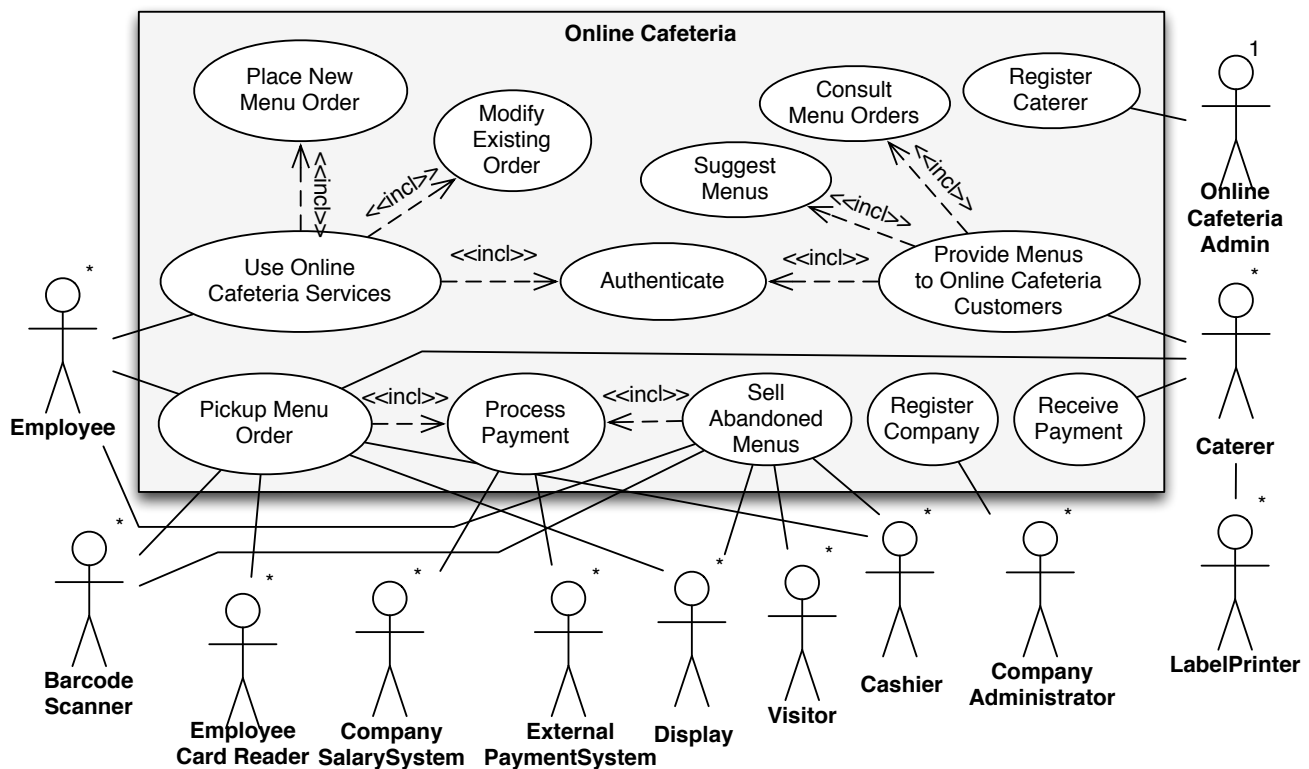 Online Cafeteria
Place New
Menu Order
Modify
Existing
Order
Consult
Menu Orders
Register
Caterer
1
Suggest
Menus
<<incl>>
<<incl>>
<<incl>>
<<incl>>
Online
Cafeteria
Admin
Use Online
Cafeteria Services
<<incl>>
Authenticate
<<incl>>
Provide Menus
to Online Cafeteria
Customers
*
*
Employee
Pickup Menu
Order
<<incl>>
Process
Payment
<<incl>>
Sell
Abandoned
Menus
Register
Company
Receive
Payment
Caterer
*
*
*
*
*
*
*
*
*
Barcode
Scanner
Employee
Card Reader
Company
SalarySystem
External
PaymentSystem
Display
Visitor
Cashier
Company
Administrator
LabelPrinter